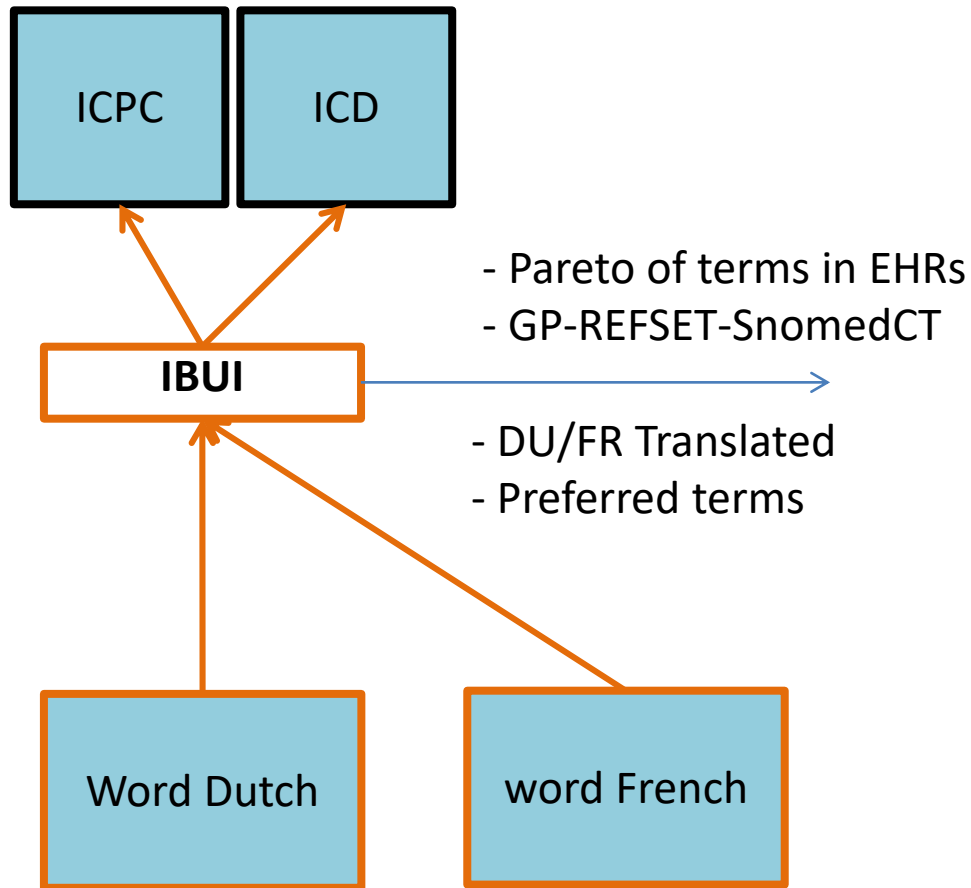 ICPC
ICD
- Pareto of terms in EHRs
- GP-REFSET-SnomedCT
IBUI
- DU/FR Translated
- Preferred terms
Word Dutch
word French